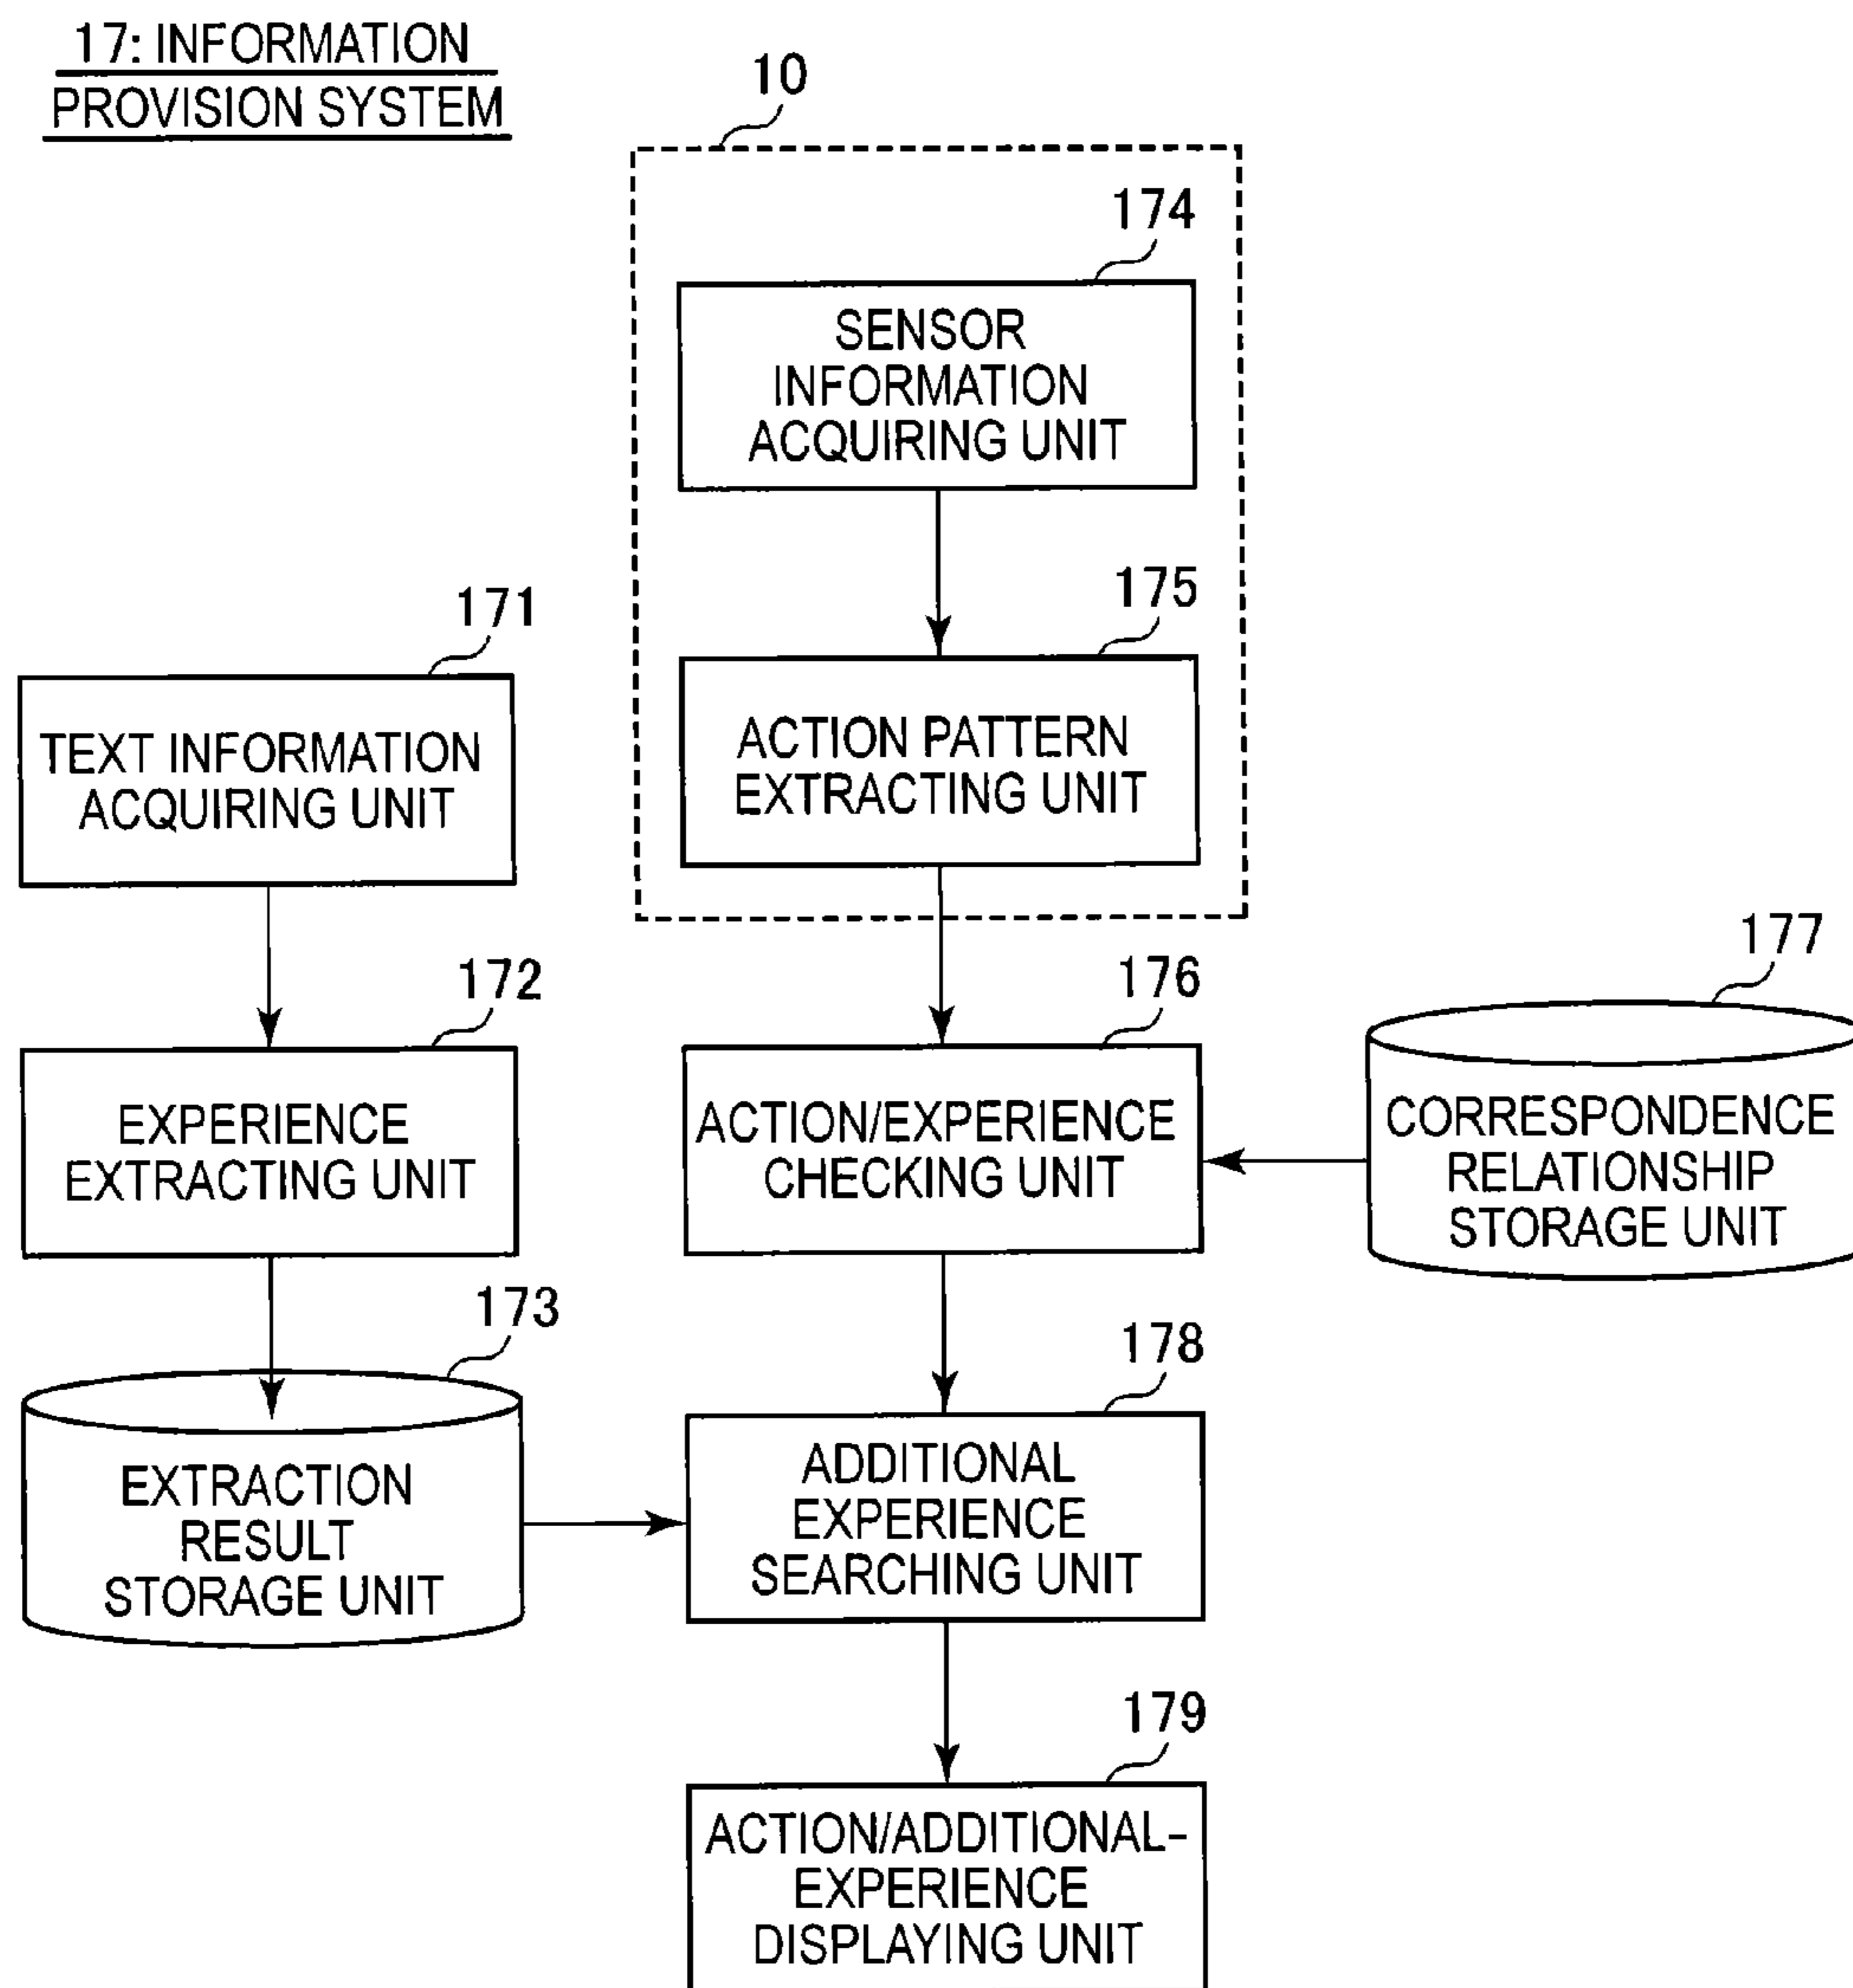 17: INFORMATION
PROVISION SYSTEM
10
174
SENSOR
INFORMATION
ACQUIRING UNIT
175
ACTION PATTERN
EXTRACTING UNIT
171
TEXT INFORMATION
ACQUIRING UNIT
172
EXPERIENCE
EXTRACTING UNIT
176
ACTION/EXPERIENCE
CHECKING UNIT
177
CORRESPONDENCE
RELATIONSHIP
STORAGE UNIT
173
EXTRACTION
RESULT
STORAGE UNIT
178
ADDITIONAL
EXPERIENCE
SEARCHING UNIT
179
ACTION/ADDITIONAL-
EXPERIENCE
DISPLAYING UNIT